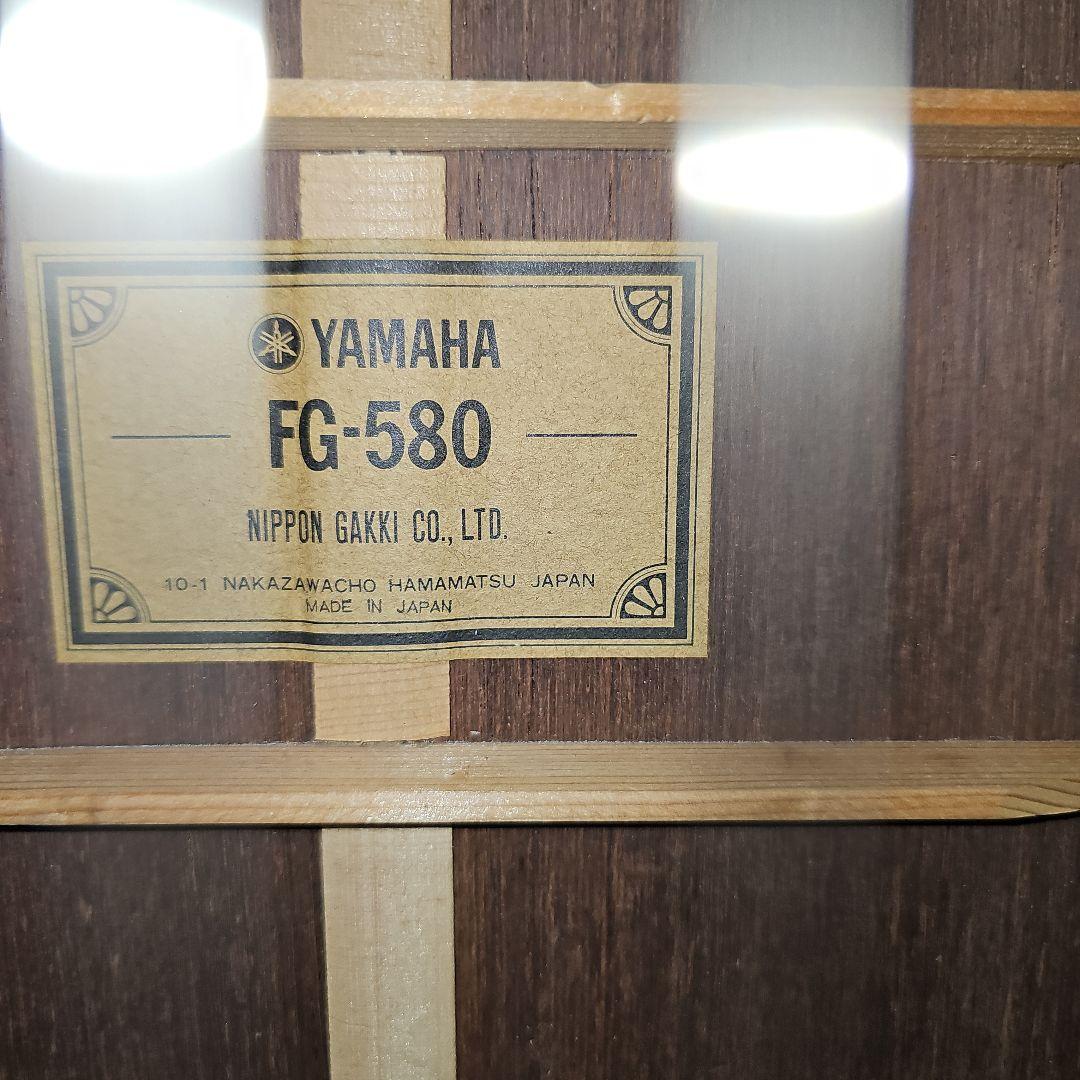 YAMAHA
FG-580
NIPPON GAKKI CO., LTD.
10-1 NAKAZAWACHO HAMAMATSU JAPAN
MADE IN JAPAN